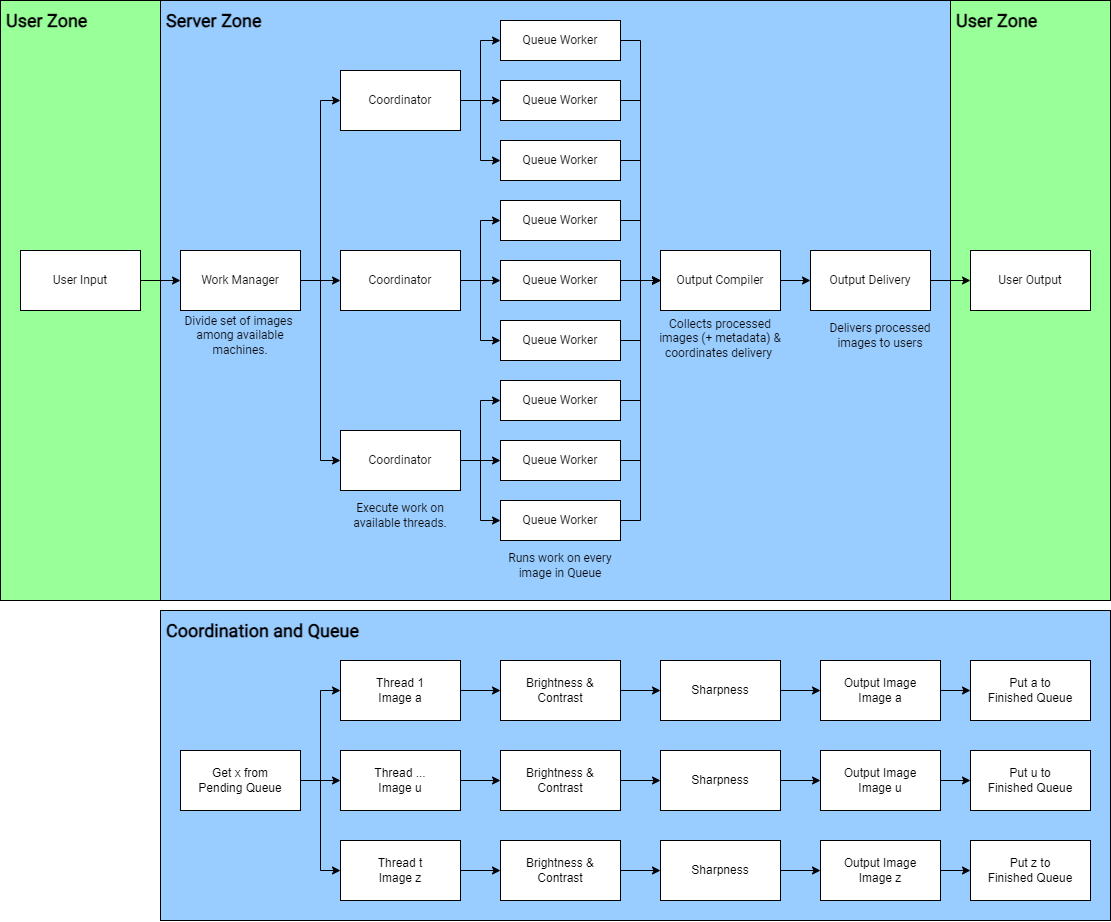 User Zone
Server Zone
User Zone
Queue Worker
Coordinator
Queue Worker
Queue Worker
Queue Worker
User Input
Work Manager
Coordinator
Queue Worker
Output Compiler
Output Delivery
User Output
Divide set of images
among available
machines.
Collects processed
images (+ metadata) &
coordinates delivery
Delivers processed
images to users
Queue Worker
Queue Worker
Coordinator
Queue Worker
Execute work on
available threads.
Queue Worker
Runs work on every
image in Queue
Coordination and Queue
Thread 1
Image a
Brightness &
Contrast
Sharpness
Output Image
Image a
Put a to
Finished Queue
Get x from
Pending Queue
Thread ...
Image u
Brightness &
Contrast
Sharpness
Output Image
Image u
Put u to
Finished Queue
Thread t
Image z
Brightness &
Contrast
Sharpness
Output Image
Image z
Put z to
Finished Queue